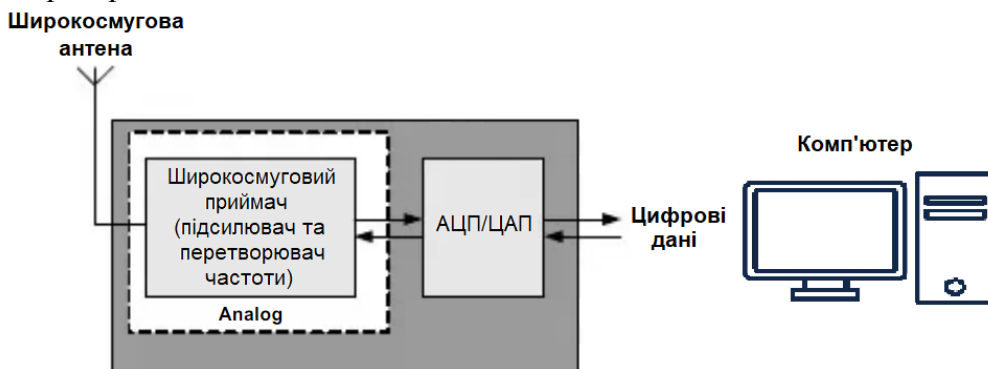 Широкосмугова
антена
Широкосмуговий
приймач
(підсилювач та
перетворювач
частоти)
Analog
АЦП/ЦАП
Цифрові
дані
Комп'ютер